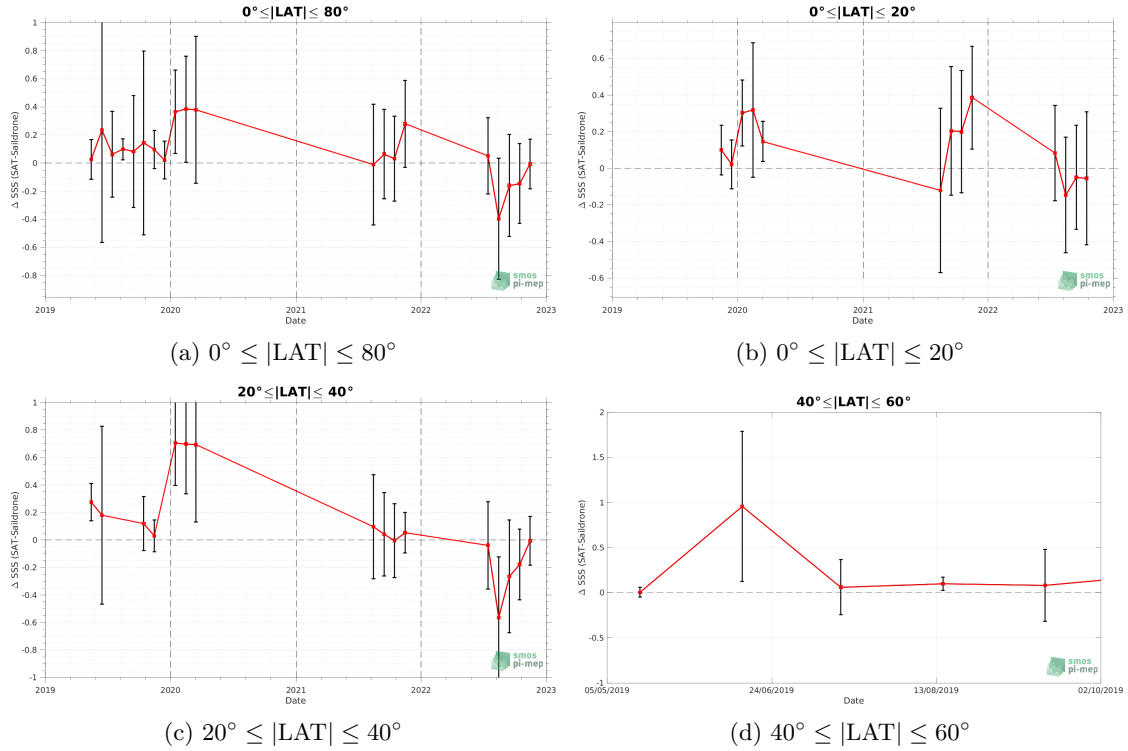 0°≤|LAT|≤ 80°
Δ SSS (SAT-Saildrone)
1
0.8
0.6
0.4
0.2
0
-0.2
-0.4
-0.6
-0.8
2019
2020
2021
2022
2023
Date
smos
pi-mep
(a) 0° ≤ |LAT| ≤ 80°
0°≤|LAT|≤ 20°
Δ SSS (SAT-Saildrone)
0.6
0.4
0.2
0
-0.2
-0.4
-0.6
2019
2020
2021
2022
2023
Date
smos
pi-mep
(b) 0° ≤ |LAT| ≤ 20°
20°≤|LAT|≤ 40°
Δ SSS (SAT-Saildrone)
1
0.8
0.6
0.4
0.2
0
-0.2
-0.4
-0.6
-0.8
-1
2019
2020
2021
2022
2023
Date
smos
pi-mep
(c) 20° ≤ |LAT| ≤ 40°
40°≤|LAT|≤ 60°
Δ SSS (SAT-Saildrone)
2
1.5
1
0.5
0
-0.5
-1
05/05/2019
24/06/2019
13/08/2019
02/10/2019
Date
smos
pi-mep
(d) 40° ≤ |LAT| ≤ 60°